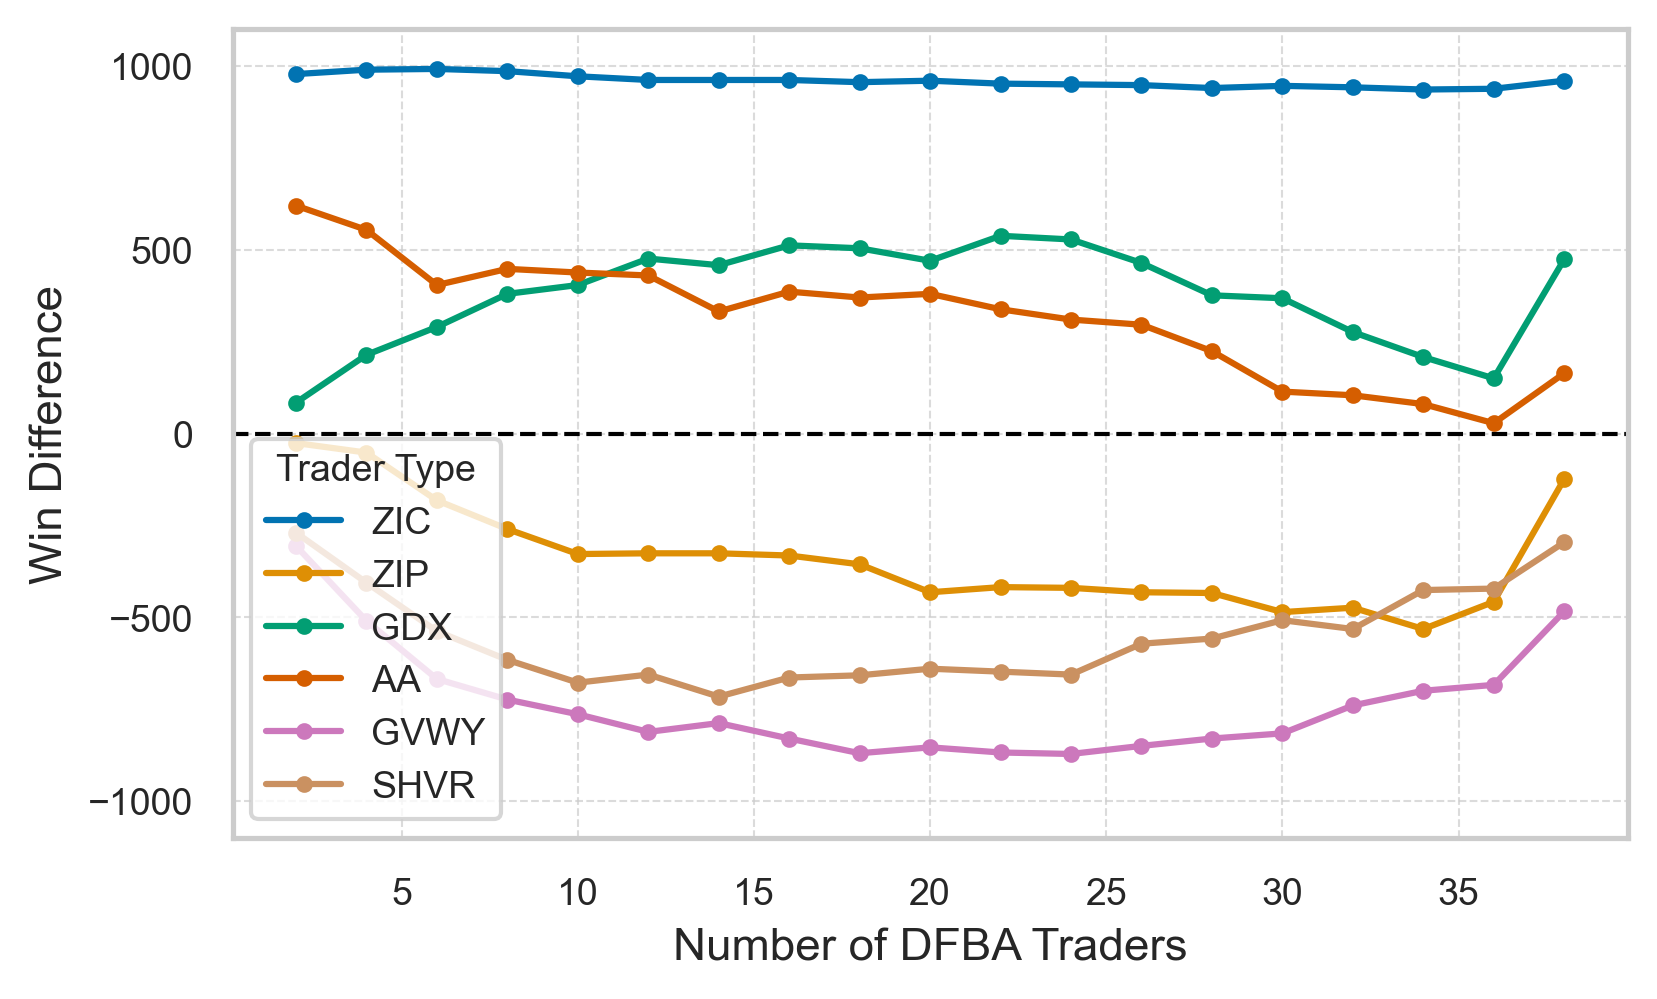 1000
500
0
−500
−1000
Win Difference
Trader Type
ZIC
ZIP
GDX
AA
GVWY
SHVR
5 10 15 20 25 30 35
Number of DFBA Traders